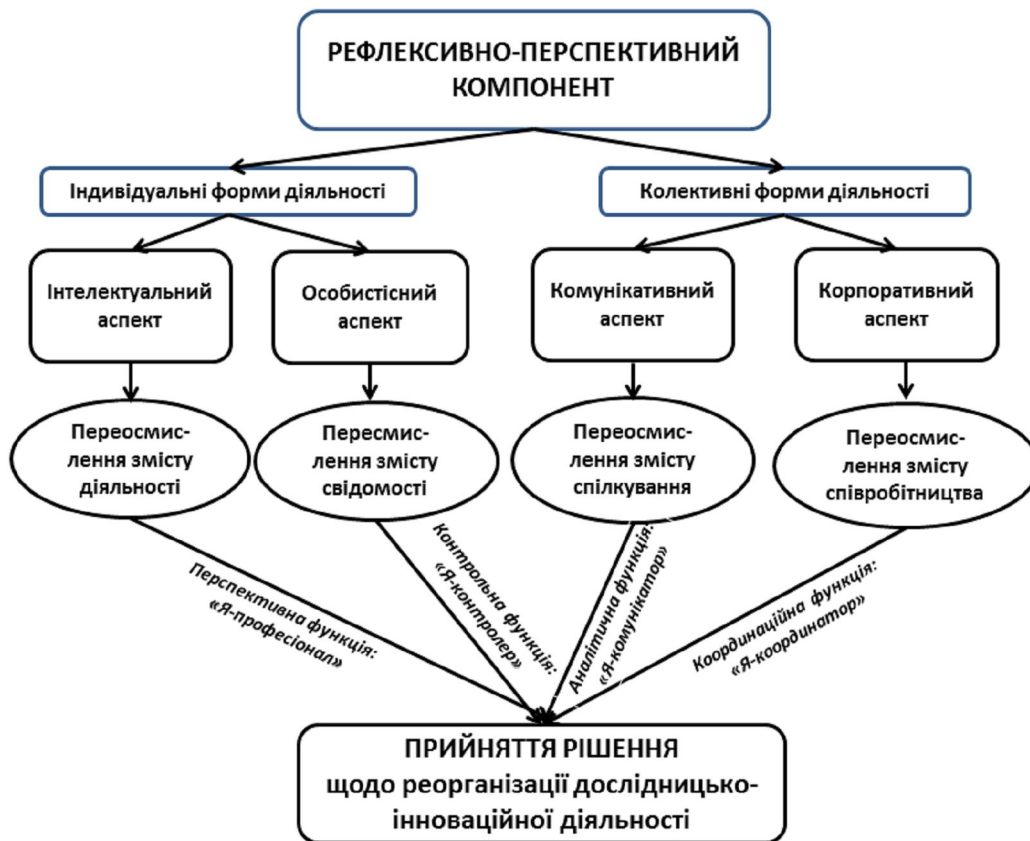 РЕФЛЕКСИВНО-ПЕРСПЕКТИВНИЙ
КОМПОНЕНТ
Індивідуальні форми діяльності
Колективні форми діяльності
Інтелектуальний
аспект
Особистісний
аспект
Комунікативний
аспект
Корпоративний
аспект
Переосмис-
лення змісту
діяльності
Пересмис-
лення змісту
свідомості
Переосмис-
лення змісту
спілкування
Переосмис-
лення змісту
співробітництва
Перспективна функція:
«Я-професіонал»
Контрольна функція:
«Я-контролер»
Аналітична функція:
«Я-комунікатор»
Координаційна функція:
«Я-координатор»
ПРИЙНЯТТЯ РІШЕННЯ
щодо реорганізації дослідницько-
інноваційної діяльності